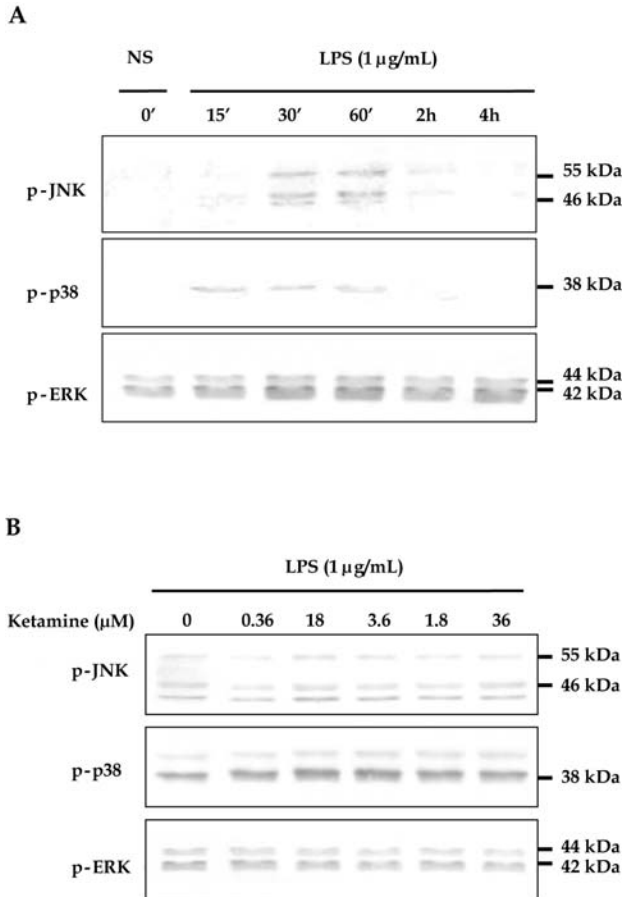 A
NS LPS (1 µg/mL)
0′ 15′ 30′ 60′ 2h 4h
p-JNK
55 kDa
46 kDa
p-p38
38 kDa
p-ERK
44 kDa
42 kDa
B
LPS (1 µg/mL)
Ketamine (µM) 0 0.36 18 3.6 1.8 36
p-JNK
55 kDa
46 kDa
p-p38
38 kDa
p-ERK
44 kDa
42 kDa